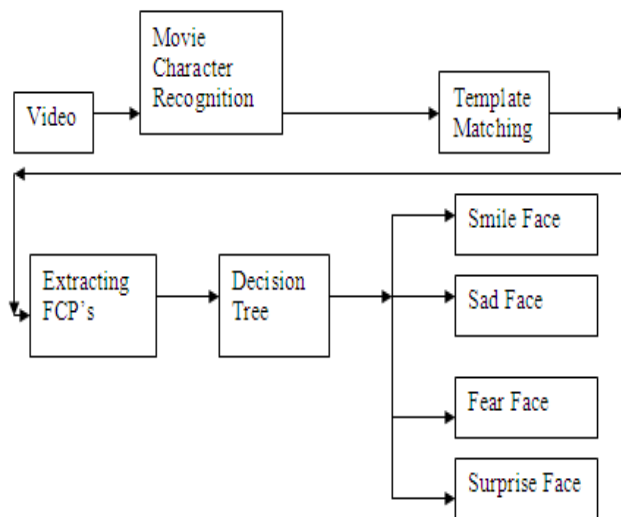 Video
Movie
Character
Recognition
Template
Matching
Extracting
FCP's
Decision
Tree
Smile Face
Sad Face
Fear Face
Surprise Face